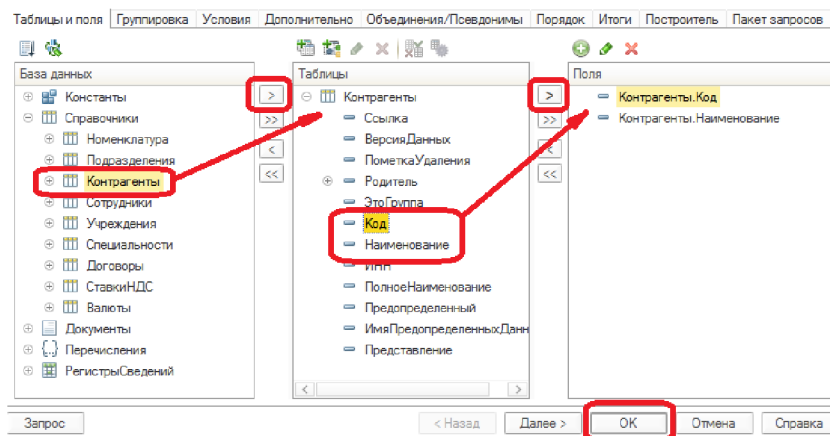 Таблицы и поля Группировка Условия Дополнительно Объединения/Псевдонимы Порядок Итоги Построитель Пакет запросов
База данных
Константы
Справочники
Номенклатура
Подразделения
Контрагенты
Сотрудники
Учреждения
Специальности
Договоры
СтавкиНДС
Валюты
Документы
Перечисления
РегистрыСведений
>
>>
<
<<
Таблицы
Контрагенты
Ссылка
ВерсияДанных
ПометкаУдаления
Родитель
ЭтоГруппа
Код
Наименование
ИНН
ПолноеНаименование
Предопределенный
ИмяПредопределенныхДанн
Представление
>
>>
<
<<
Поля
Контрагенты.Код
Контрагенты.Наименование
Запрос < Назад Далее > OK Отмена Справка